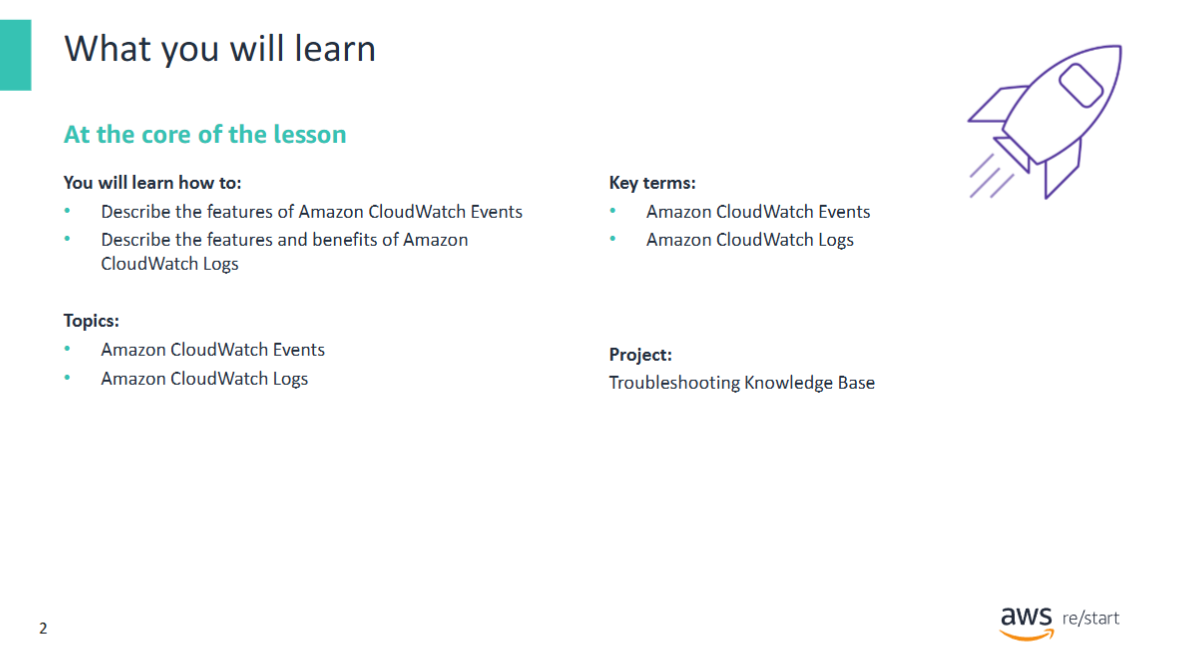 What you will learn
At the core of the lesson
You will learn how to:
• Describe the features of Amazon CloudWatch Events
• Describe the features and benefits of Amazon
CloudWatch Logs
Topics:
• Amazon CloudWatch Events
• Amazon CloudWatch Logs
Key terms:
• Amazon CloudWatch Events
• Amazon CloudWatch Logs
Project:
Troubleshooting Knowledge Base
2
aws re/start